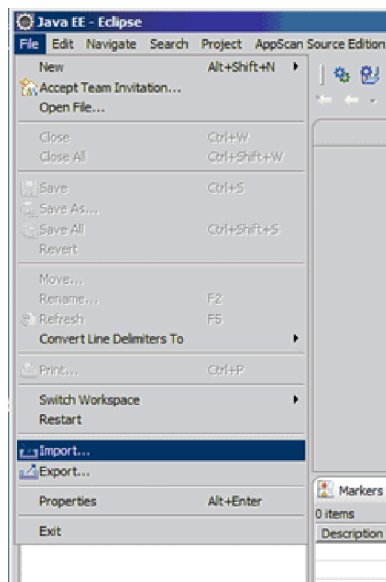 Java EE - Eclipse
File Edit Navigate Search Project AppScan Source Edition
New Alt+Shift+N
Accept Team Invitation...
Open File...
Close Ctrl+W
Close All Ctrl+Shift+W
Save Ctrl+S
Save As...
Save All Ctrl+Shift+S
Revert
Move...
Rename... F2
Refresh F5
Convert Line Delimiters To
Print... Ctrl+P
Switch Workspace
Restart
Import...
Export...
Markers
Properties Alt+Enter
0 items
Exit
Description